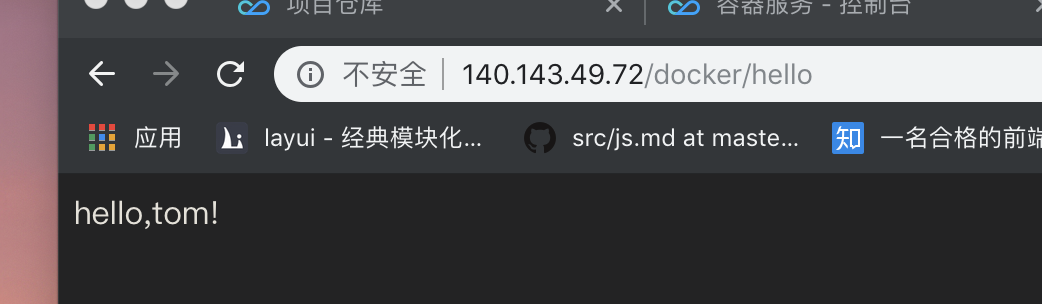 项目仓库
容器服务 - 控制台
不安全 140.143.49.72/docker/hello
应用 layui - 经典模块化... src/js.md at maste... 知 一名合格的前端
hello,tom!